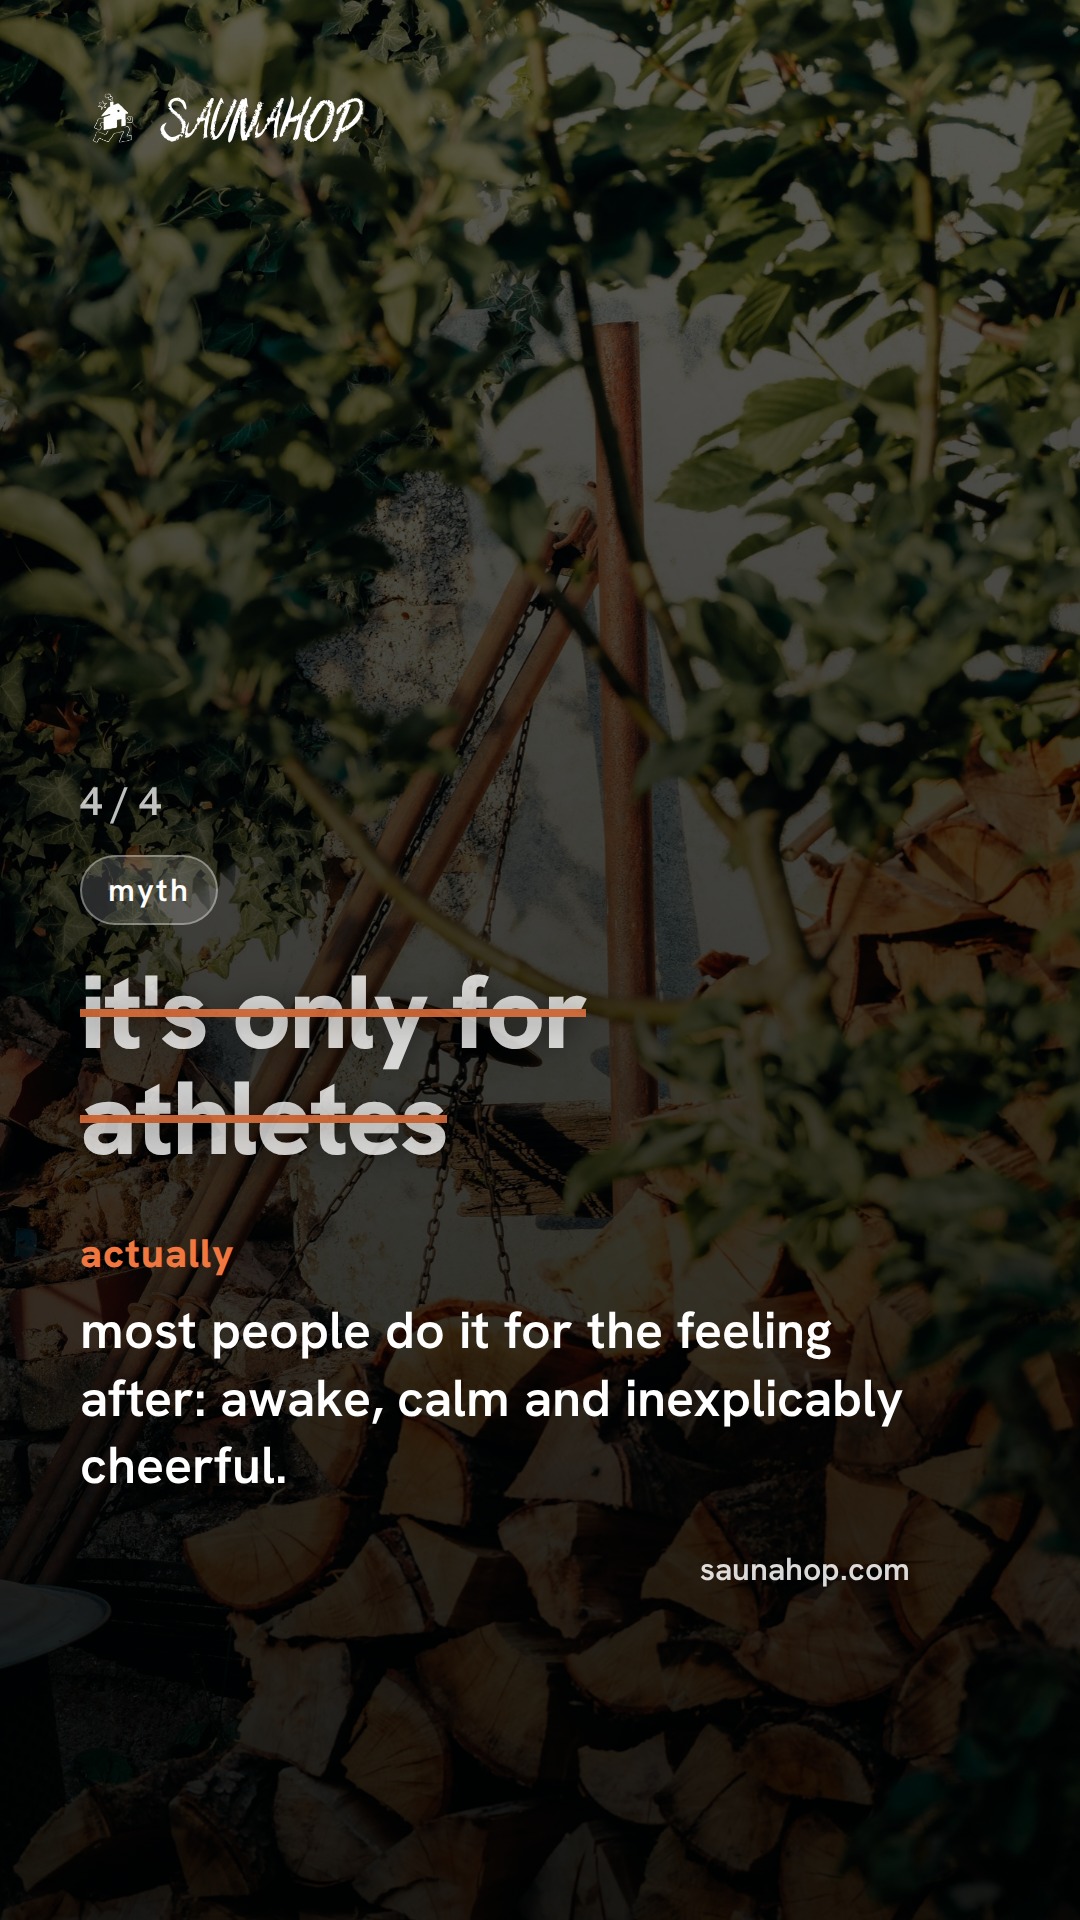 SAUNAHOP
4 / 4
myth
it's only for
athletes
actually
most people do it for the feeling
after: awake, calm and inexplicably
cheerful.
saunahop.com